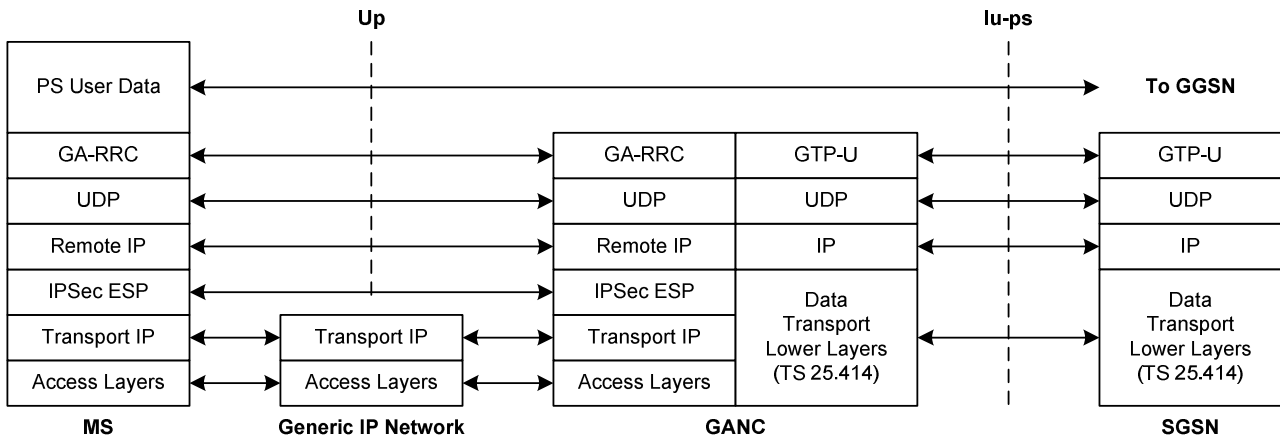 Up
Iu-ps
PS User Data
To GGSN
GA-RRC
GA-RRC
GTP-U
GTP-U
UDP
UDP
UDP
UDP
Remote IP
Remote IP
IP
IP
IPSec ESP
IPSec ESP
Data
Transport
Lower Layers
(TS 25.414)
Data
Transport
Lower Layers
(TS 25.414)
Transport IP
Transport IP
Transport IP
Access Layers
Access Layers
Access Layers
MS
Generic IP Network
GANC
SGSN